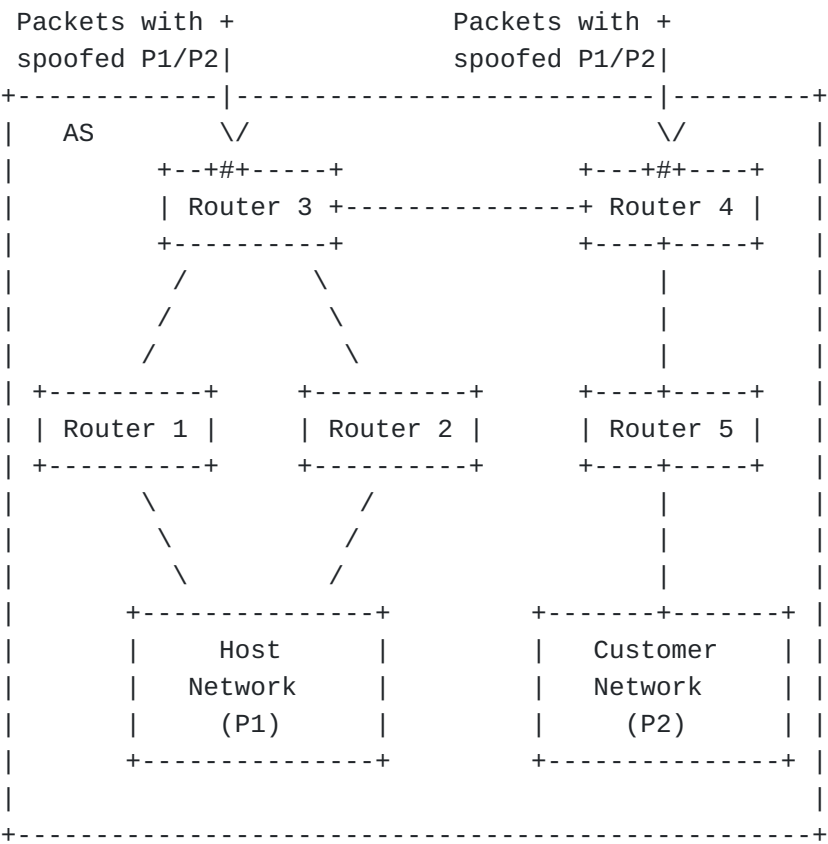 Packets with + Packets with +
spoofed P1/P2| spoofed P1/P2|
+-------------|---------------------------|---------+
| AS \/ \/ |
| +--+#+-----+ +---+#+----+ |
| | Router 3 +---------------+ Router 4 | |
| +----------+ +----+-----+ |
| / \ | |
| / \ | |
| / \ | |
| +----------+ +----------+ +----+-----+ |
| | Router 1 | | Router 2 | | Router 5 | |
| +----------+ +----------+ +----+-----+ |
| \ / | |
| \ / | |
| \ / | |
| +---------------+ +-------+-------+ |
| | Host | | Customer | |
| | Network | | Network | |
| | (P1) | | (P2) | |
| +---------------+ +---------------+ |
| |
+---------------------------------------------------+